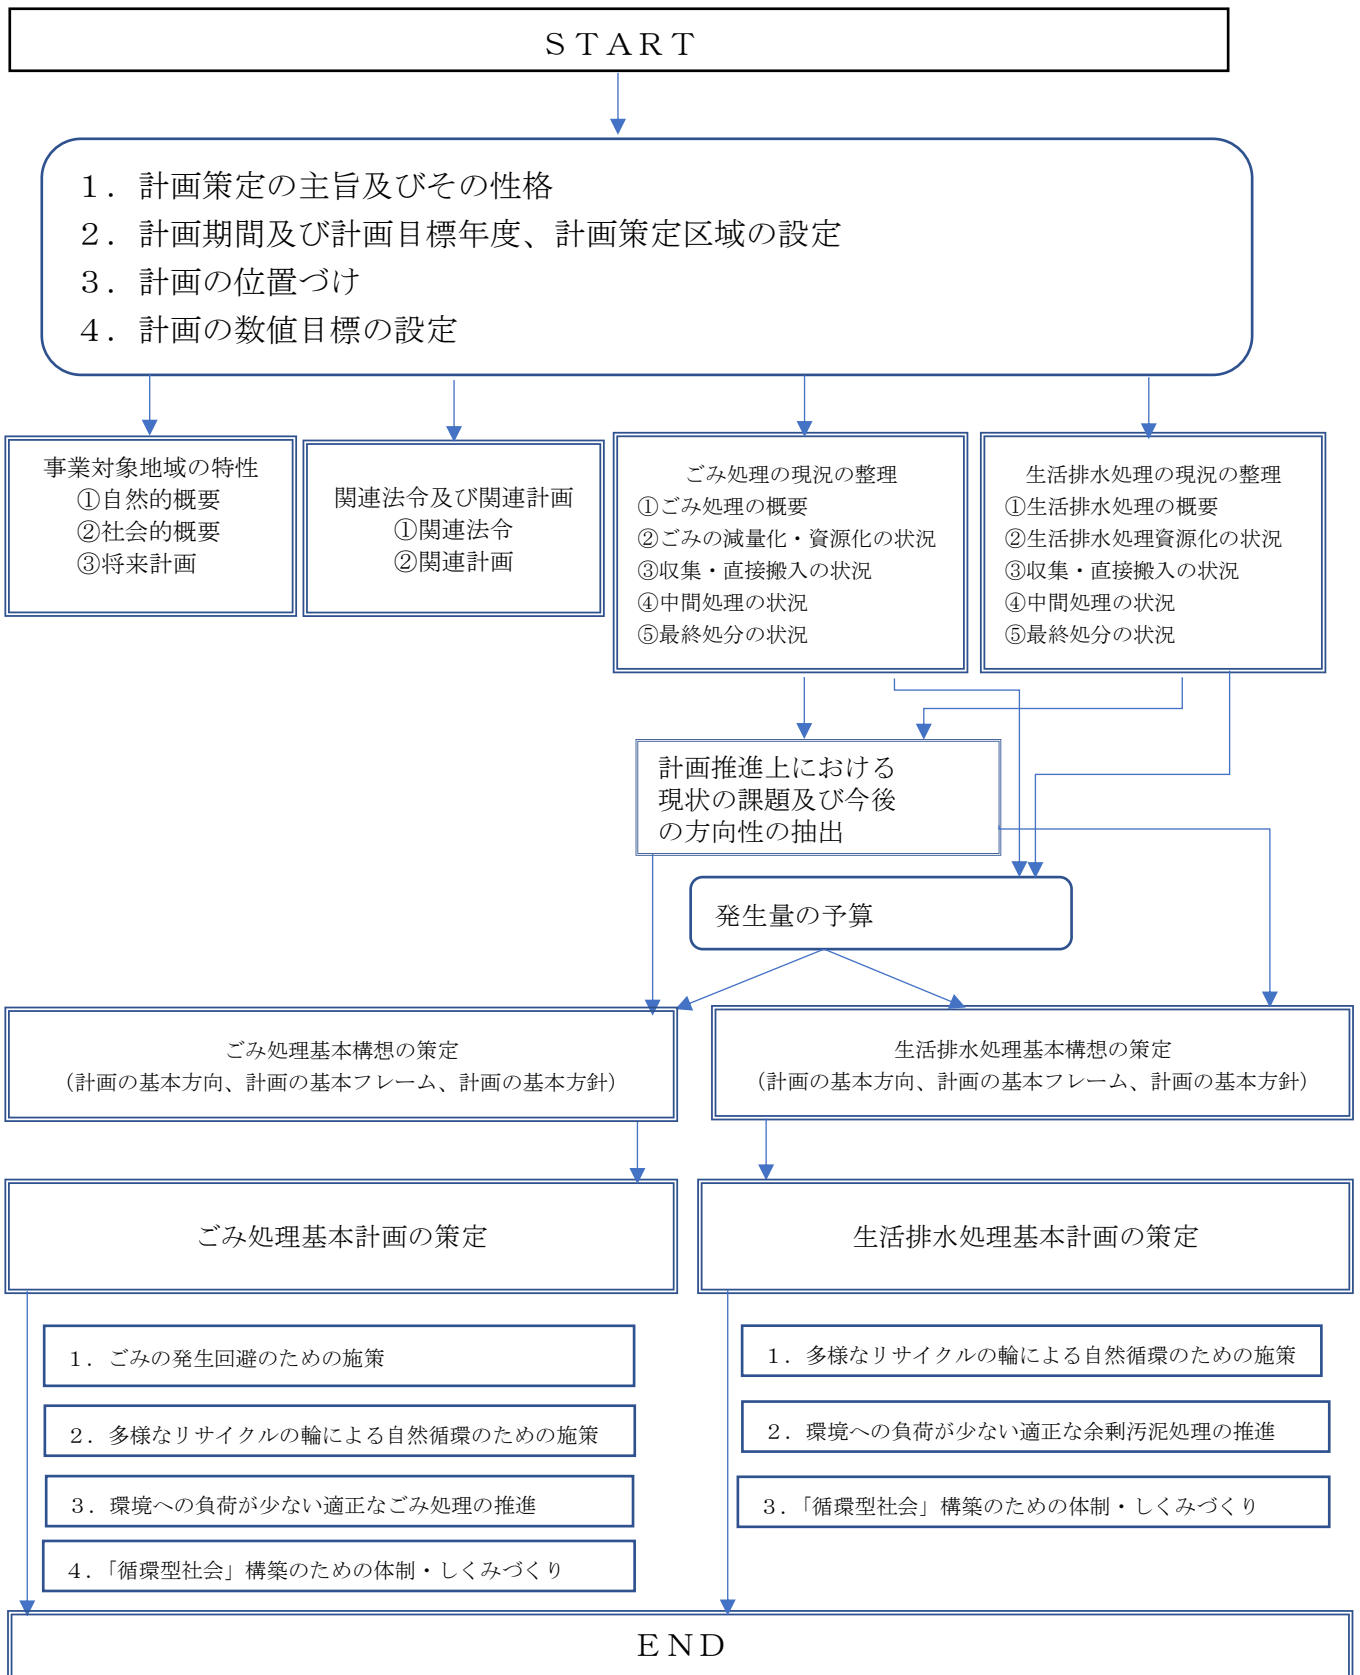 ＳＴＡＲＴ
１．計画策定の主旨及びその性格
２．計画期間及び計画目標年度、計画策定区域の設定
３．計画の位置づけ
４．計画の数値目標の設定
事業対象地域の特性
①自然的概要
②社会的概要
③将来計画
関連法令及び関連計画
①関連法令
②関連計画
ごみ処理の現況の整理
①ごみ処理の概要
②ごみの減量化・資源化の状況
③収集・直接搬入の状況
④中間処理の状況
⑤最終処分の状況
生活排水処理の現況の整理
①生活排水処理の概要
②生活排水処理資源化の状況
③収集・直接搬入の状況
④中間処理の状況
⑤最終処分の状況
計画推進上における
現状の課題及び今後
の方向性の抽出
発生量の予算
ごみ処理基本構想の策定
（計画の基本方向、計画の基本フレーム、計画の基本方針）
生活排水処理基本構想の策定
（計画の基本方向、計画の基本フレーム、計画の基本方針）
ごみ処理基本計画の策定
生活排水処理基本計画の策定
１．ごみの発生回避のための施策
２．多様なリサイクルの輪による自然循環のための施策
３．環境への負荷が少ない適正なごみ処理の推進
４．「循環型社会」構築のための体制・しくみづくり
１．多様なリサイクルの輪による自然循環のための施策
２．環境への負荷が少ない適正な余剰汚泥処理の推進
３．「循環型社会」構築のための体制・しくみづくり
ＥＮＤ